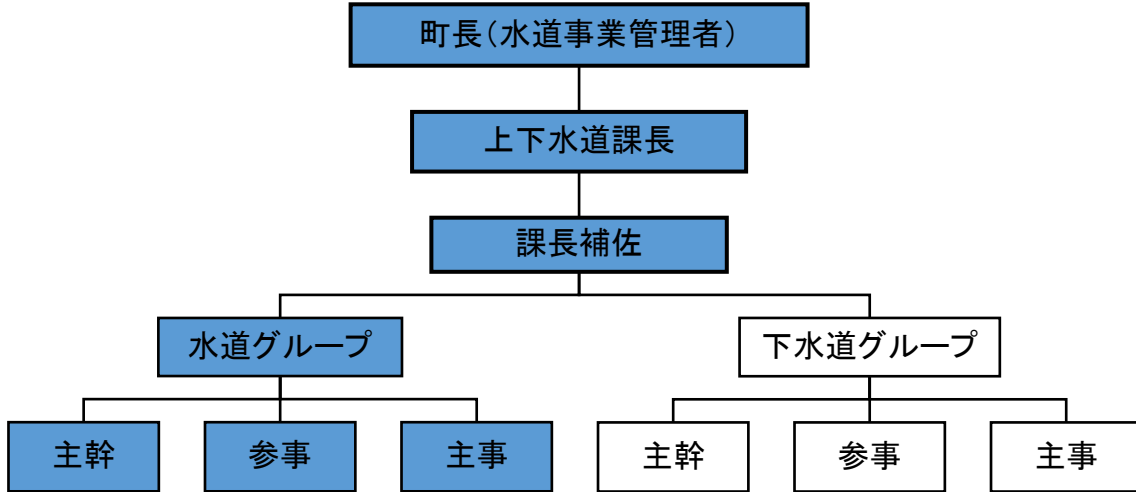 町長（水道事業管理者）
上下水道課長
課長補佐
水道グループ
下水道グループ
主幹
参事
主事
主幹
参事
主事